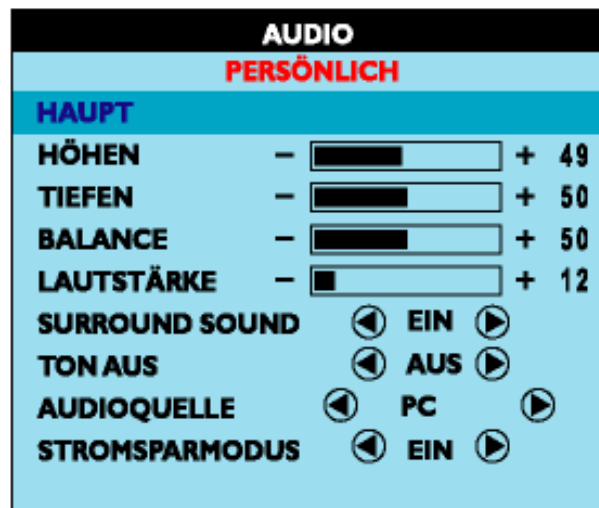 AUDIO
PERSÖNLICH
HAUPT
HÖHEN - + 49
TIEFEN - + 50
BALANCE - + 50
LAUTSTÄRKE - + 12
SURROUND SOUND EIN
TON AUS AUS
AUDIOQUELLE PC
STROMSPARMODUS EIN